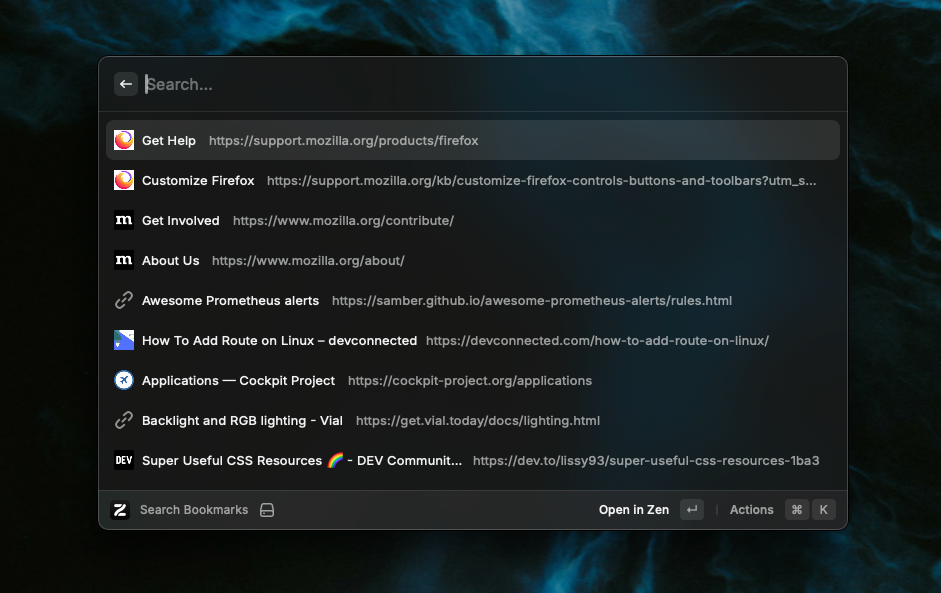 Search...
Get Help https://support.mozilla.org/products/firefox
Customize Firefox https://support.mozilla.org/kb/customize-firefox-controls-buttons-and-toolbars?utm_s...
m Get Involved https://www.mozilla.org/contribute/
m About Us https://www.mozilla.org/about/
Awesome Prometheus alerts https://samber.github.io/awesome-prometheus-alerts/rules.html
How To Add Route on Linux – devconnected https://devconnected.com/how-to-add-route-on-linux/
Applications — Cockpit Project https://cockpit-project.org/applications
Backlight and RGB lighting - Vial https://get.vial.today/docs/lighting.html
DEV Super Useful CSS Resources 🌈 - DEV Communit... https://dev.to/lissy93/super-useful-css-resources-1ba3
Z Search Bookmarks Open in Zen ↵ | Actions ⌘ K